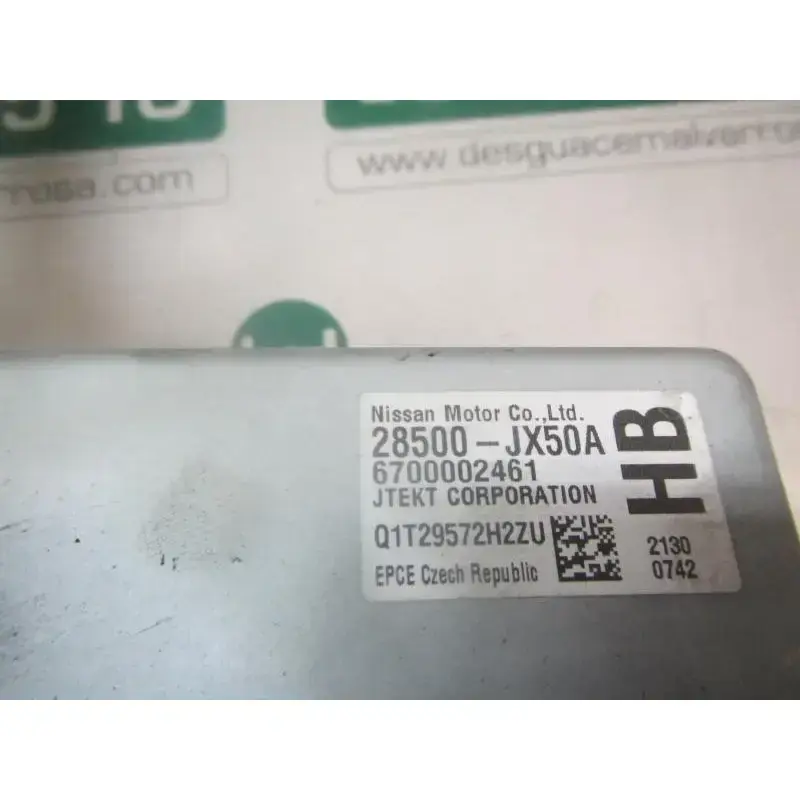 rrasa.com
www.desguacemalvarr
Nissan Motor Co.,Ltd.
28500-JX50A
6700002461
JTEKT CORPORATION
HB
Q1T29572H2ZU
2130
EPCE Czech Republic
0742